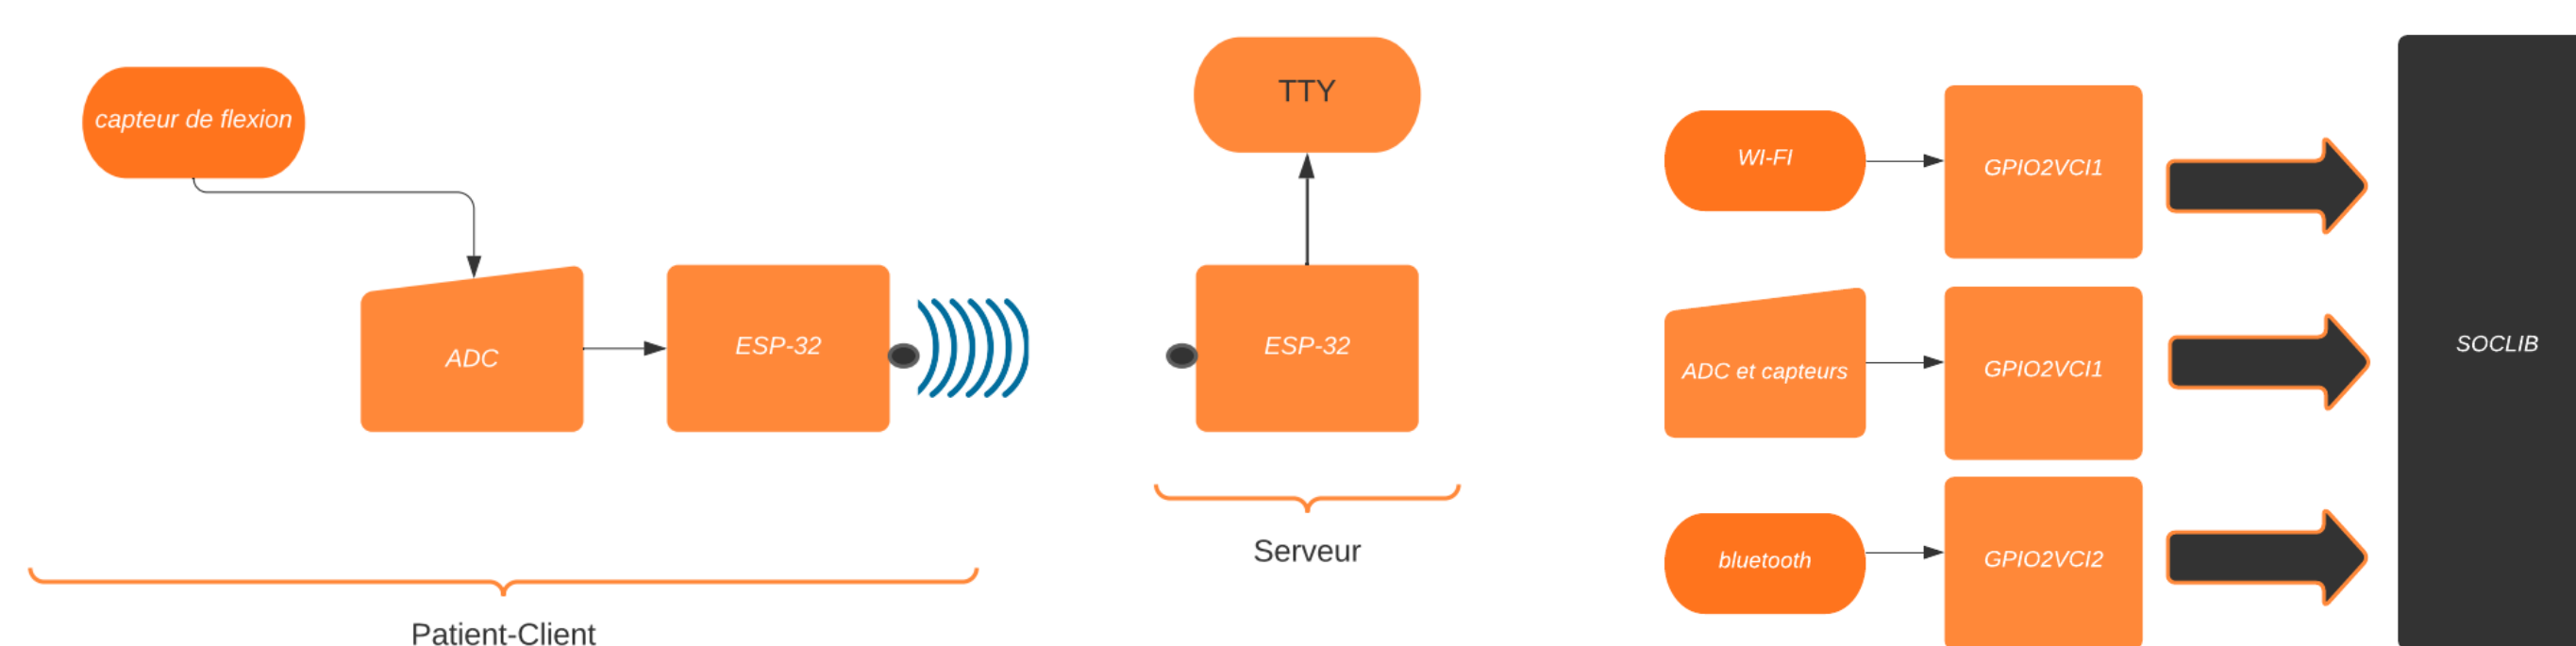 capteur de flexion
ADC
ESP-32
Patient-Client
TTY
ESP-32
Serveur
WI-FI
GPIO2VCI1
ADC et capteurs
GPIO2VCI1
bluetooth
GPIO2VCI2
SOCLIB